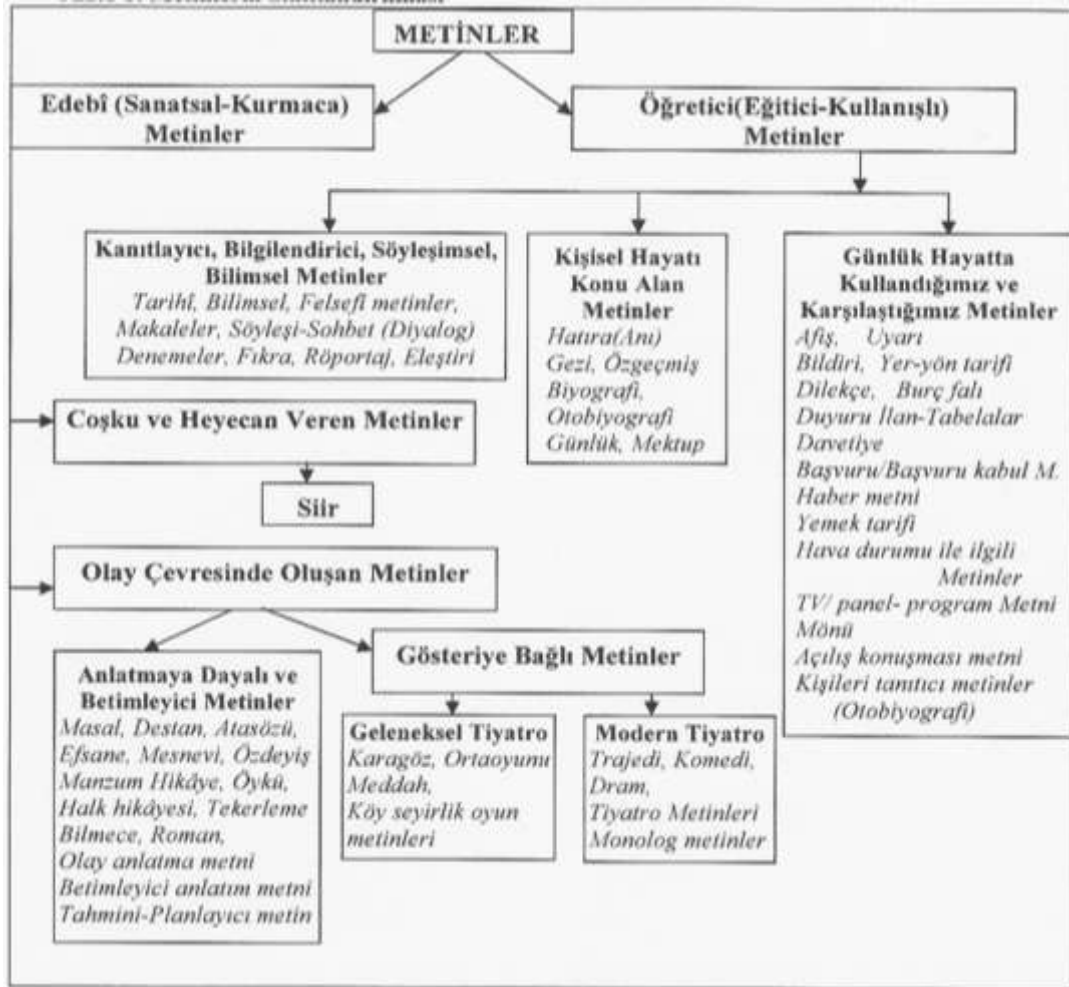 METİNLER
Edebî (Sanatsal-Kurmaca)
Metinler
Öğretici(Eğitici-Kullanışlı)
Metinler
Kanıtlayıcı, Bilgilendirici, Söyleşimsel,
Bilimsel Metinler
Tarihî, Bilimsel, Felsefî metinler,
Makaleler, Söyleşi-Sohbet (Diyalog)
Denemeler, Fıkra, Röportaj, Eleştiri
Kişisel Hayatı
Konu Alan
Metinler
Hatıra(Anı)
Gezi, Özgeçmiş
Biyografi,
Otobiyografi
Günlük, Mektup
Günlük Hayatta
Kullandığımız ve
Karşılaştığımız Metinler
Afiş, Uyarı
Bildiri, Yer-yön tarifi
Dilekçe, Burç falı
Duyuru İlan-Tabelalar
Davetiye
Başvuru/Başvuru kabul M.
Haber metni
Yemek tarifi
Hava durumu ile ilgili
Metinler
TV/ panel- program Metni
Mönü
Açılış konuşması metni
Kişileri tanıtıcı metinler
(Otobiyografi)
Coşku ve Heyecan Veren Metinler
Siir
Olay Çevresinde Oluşan Metinler
Anlatmaya Dayalı ve
Betimleyici Metinler
Masal, Destan, Atasözü,
Efsane, Mesnevi, Özdeyiş
Manzum Hikâye, Öykü,
Halk hikâyesi, Tekerleme
Bilmece, Roman,
Olay anlatma metni
Betimleyici anlatım metni
Tahmini-Planlayıcı metin
Gösteriye Bağlı Metinler
Geleneksel Tiyatro
Karagöz, Ortaoyunu
Meddah,
Köy seyirlik oyun
metinleri
Modern Tiyatro
Trajedi, Komedi,
Dram,
Tiyatro Metinleri
Monolog metinler